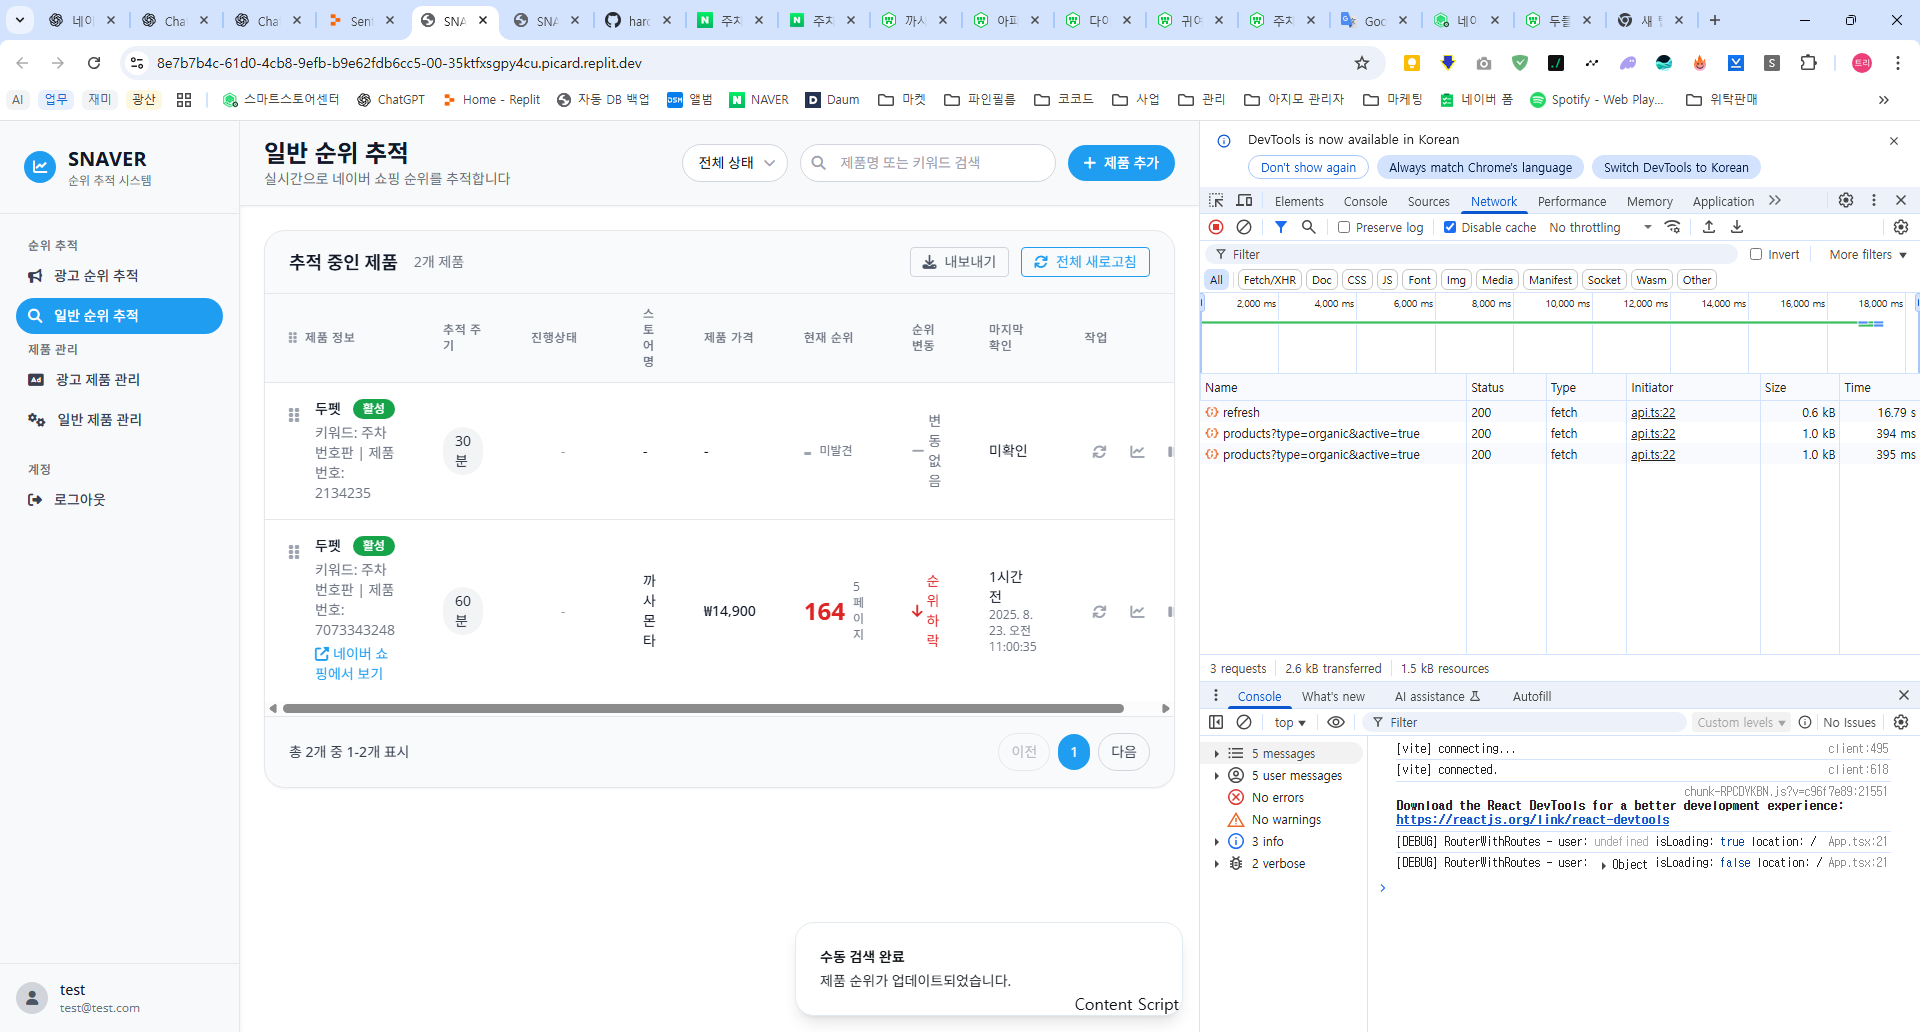 네이
Chat
Chat
Sent
SNA
SNA
harc
주차
주차
까사
아파
다이
귀여
주차
Goo
네이
두들
새 탭
8e7b7b4c-61d0-4cb8-9efb-b9e62fdb6cc5-00-35ktfxsgpy4cu.picard.replit.dev
트리
AI
업무
재미
광산
스마트스토어센터
ChatGPT
Home - Replit
자동 DB 백업
앨범
NAVER
Daum
마켓
파인필름
코코드
사업
관리
아지모 관리자
마케팅
네이버 폼
Spotify - Web Play...
위탁판매
SNAVER
순위 추적 시스템
순위 추적
광고 순위 추적
일반 순위 추적
제품 관리
Ad 광고 제품 관리
일반 제품 관리
계정
로그아웃
test
test@test.com
일반 순위 추적
실시간으로 네이버 쇼핑 순위를 추적합니다
전체 상태
제품명 또는 키워드 검색
+ 제품 추가
추적 중인 제품 2개 제품
내보내기
전체 새로고침
제품 정보
추적 주
기
진행상태
스
토
어
명
제품 가격
현재 순위
순위
변동
마지막
확인
작업
두펫 활성
키워드: 주차
번호판 | 제품
번호:
2134235
30
분
-
-
-
미발견
변
동
없
음
미확인
두펫 활성
키워드: 주차
번호판 | 제품
번호:
7073343248
네이버 쇼
핑에서 보기
60
분
-
까
사
몬
타
₩14,900
164
5
페
이
지
순
위
하
락
1시간
전
2025. 8.
23. 오전
11:00:35
총 2개 중 1-2개 표시
이전
1
다음
수동 검색 완료
제품 순위가 업데이트되었습니다.
Content Script
DevTools is now available in Korean
Don't show again
Always match Chrome's language
Switch DevTools to Korean
Elements
Console
Sources
Network
Performance
Memory
Application
Preserve log
Disable cache
No throttling
Filter
Invert
More filters
All
Fetch/XHR
Doc
CSS
JS
Font
Img
Media
Manifest
Socket
Wasm
Other
2,000 ms
4,000 ms
6,000 ms
8,000 ms
10,000 ms
12,000 ms
14,000 ms
16,000 ms
18,000 ms
Name Status Type Initiator Size Time
refresh 200 fetch api.ts:22 0.6 kB 16.79 s
products?type=organic&active=true 200 fetch api.ts:22 1.0 kB 394 ms
products?type=organic&active=true 200 fetch api.ts:22 1.0 kB 395 ms
3 requests
2.6 kB transferred
1.5 kB resources
Console
What's new
AI assistance
Autofill
top
Filter
Custom levels
No Issues
5 messages
5 user messages
No errors
No warnings
3 info
2 verbose
[vite] connecting... client:495
[vite] connected. client:618
chunk-RPCDYKBN.js?v=c96f7e89:21551
Download the React DevTools for a better development experience:
https://reactjs.org/link/react-devtools
[DEBUG] RouterWithRoutes - user: undefined isLoading: true location: / App.tsx:21
[DEBUG] RouterWithRoutes - user: Object isLoading: false location: / App.tsx:21